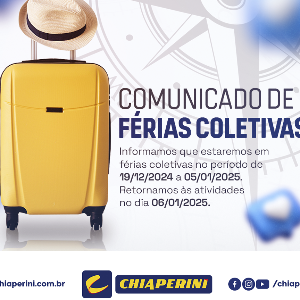 COMUNICADO DE
FÉRIAS COLETIVAS
Informamos que estaremos em
férias coletivas no período de
19/12/2024 a 05/01/2025.
Retornamos às atividades
no dia 06/01/2025.
hiaperini.com.br
CHIAPERINI
/chiap